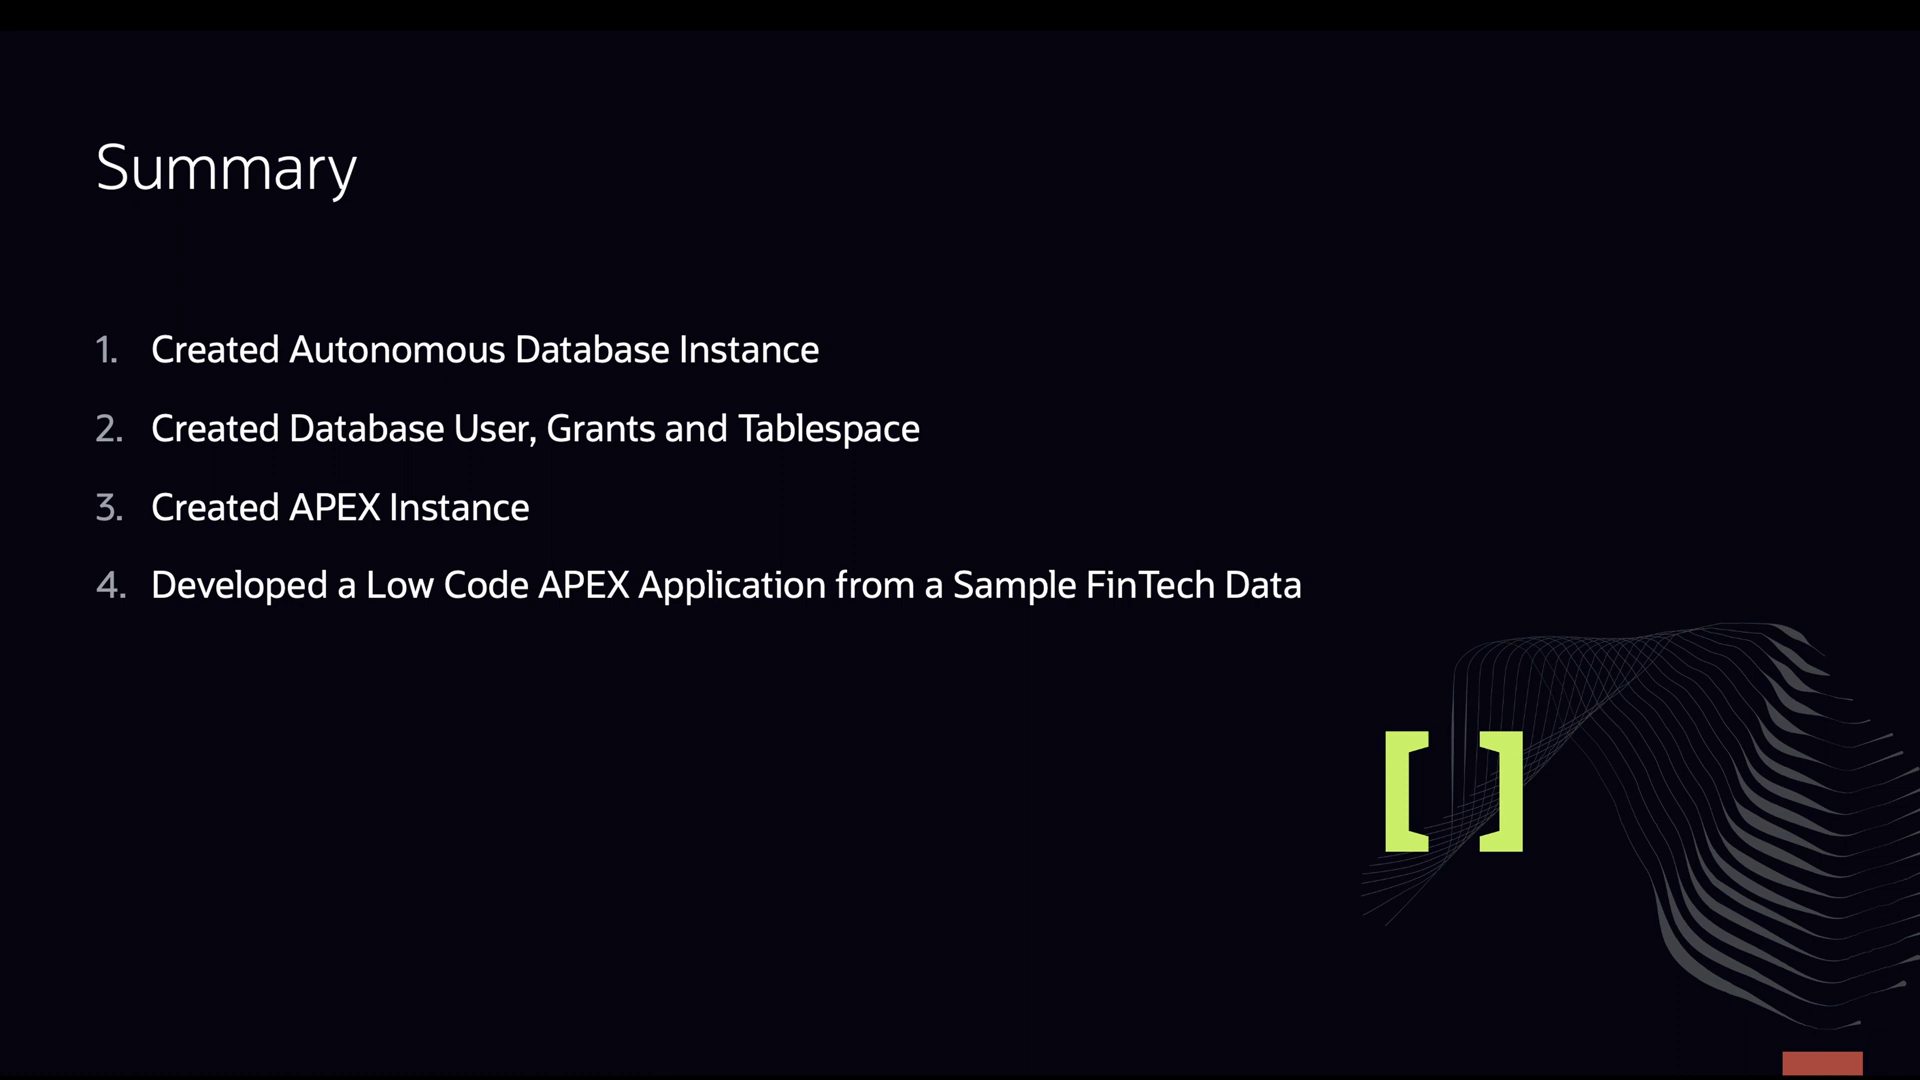 Summary
1. Created Autonomous Database Instance
2. Created Database User, Grants and Tablespace
3. Created APEX Instance
4. Developed a Low Code APEX Application from a Sample FinTech Data
[ ]